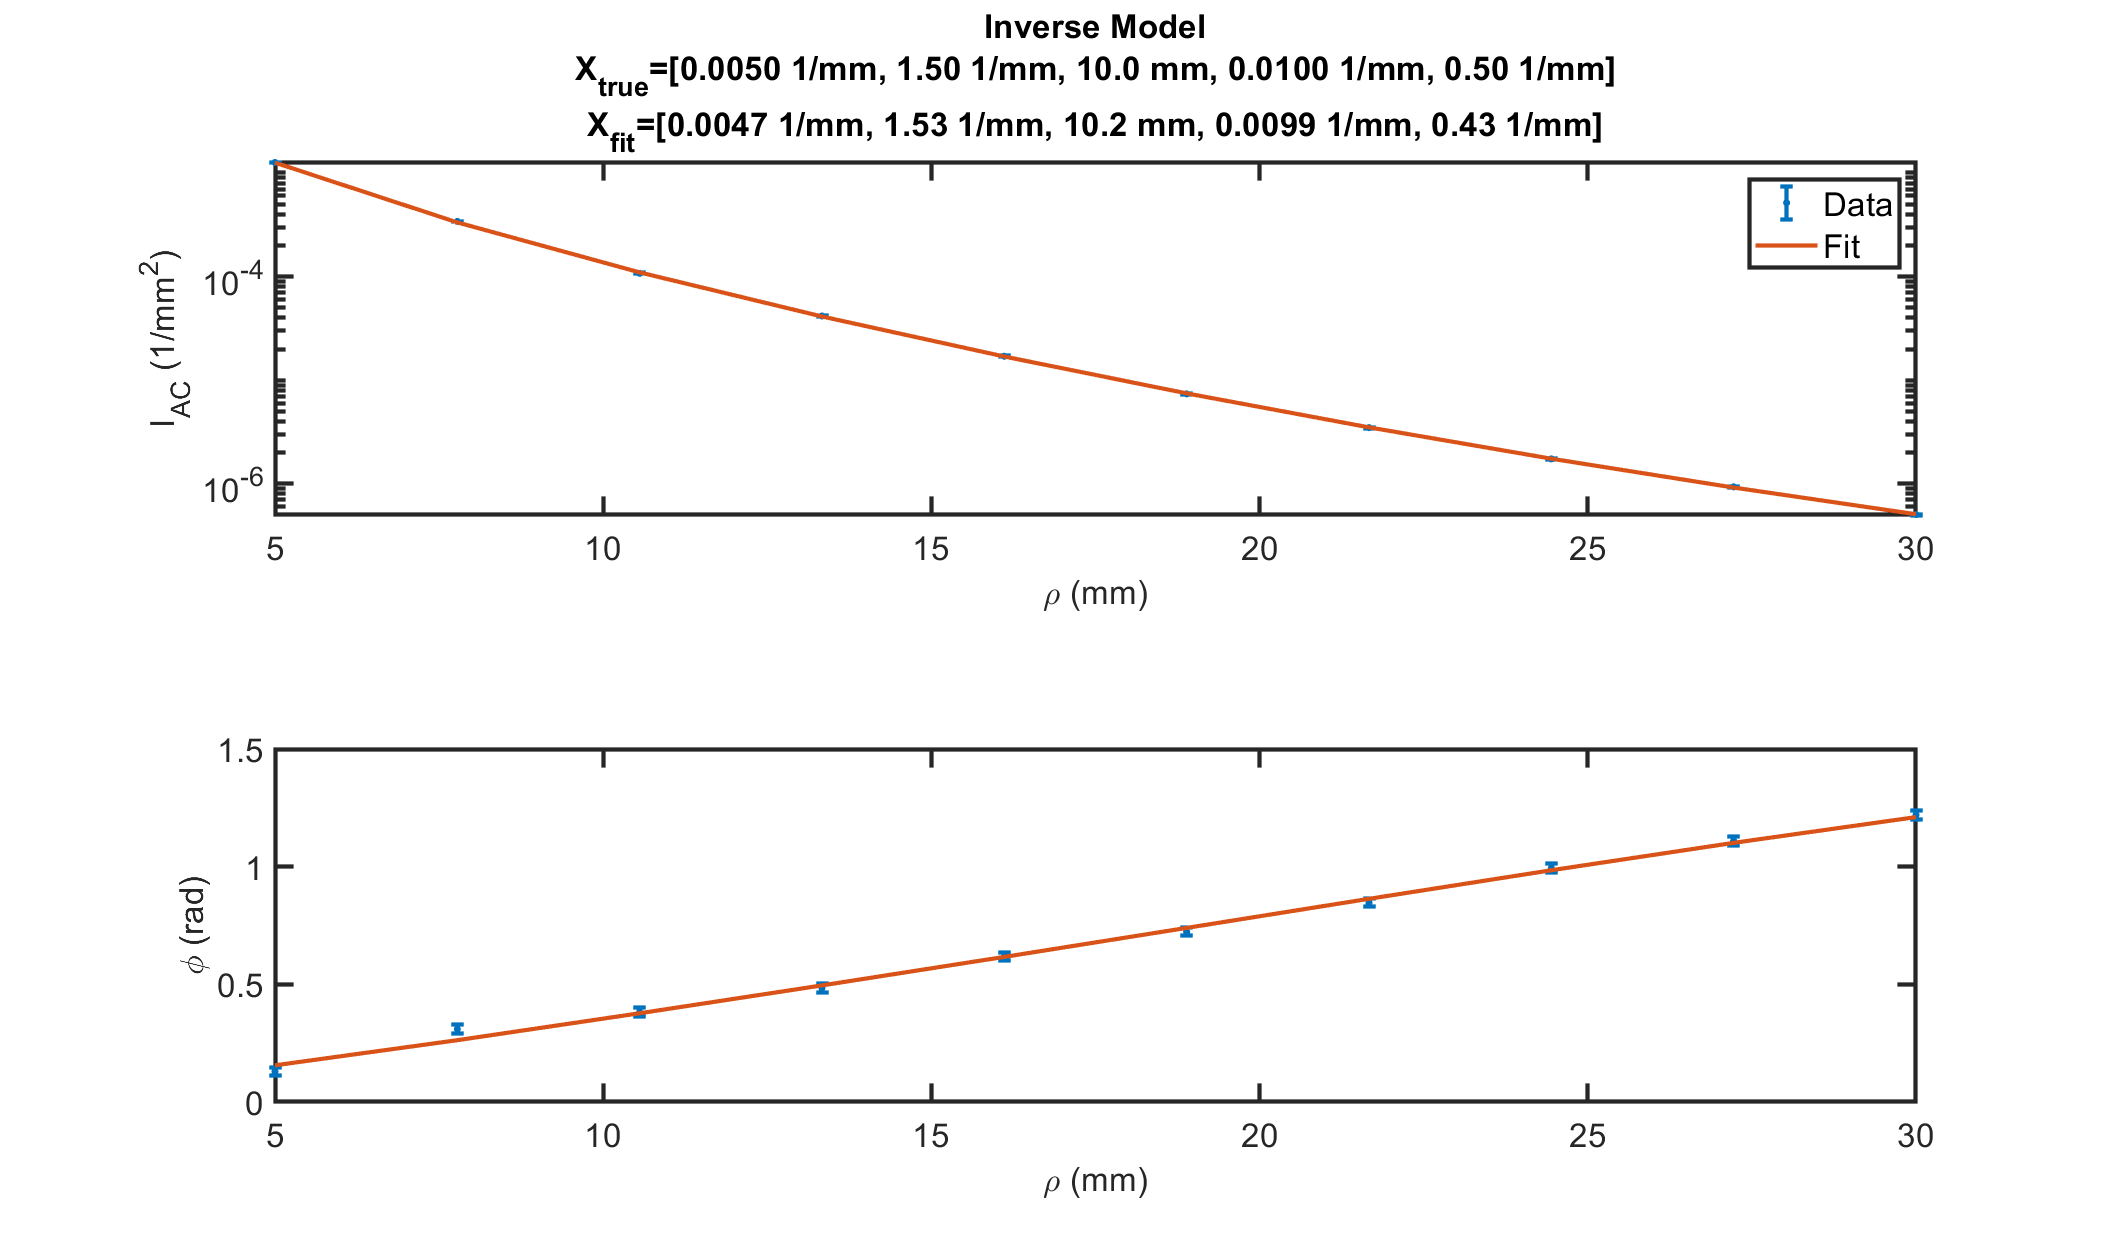 Inverse Model
X_true=[0.0050 1/mm, 1.50 1/mm, 10.0 mm, 0.0100 1/mm, 0.50 1/mm]
X_fit=[0.0047 1/mm, 1.53 1/mm, 10.2 mm, 0.0099 1/mm, 0.43 1/mm]
Data
Fit
I_AC (1/mm^2)
10^-4
10^-6
5 10 15 20 25 30
ρ (mm)
ϕ (rad)
1.5
1
0.5
0
5 10 15 20 25 30
ρ (mm)